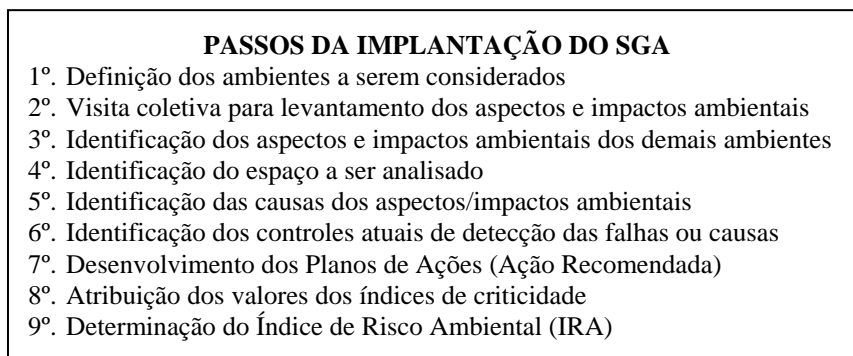 PASSOS DA IMPLANTAÇÃO DO SGA
1º. Definição dos ambientes a serem considerados
2º. Visita coletiva para levantamento dos aspectos e impactos ambientais
3º. Identificação dos aspectos e impactos ambientais dos demais ambientes
4º. Identificação do espaço a ser analisado
5º. Identificação das causas dos aspectos/impactos ambientais
6º. Identificação dos controles atuais de detecção das falhas ou causas
7º. Desenvolvimento dos Planos de Ações (Ação Recomendada)
8º. Atribuição dos valores dos índices de criticidade
9º. Determinação do Índice de Risco Ambiental (IRA)